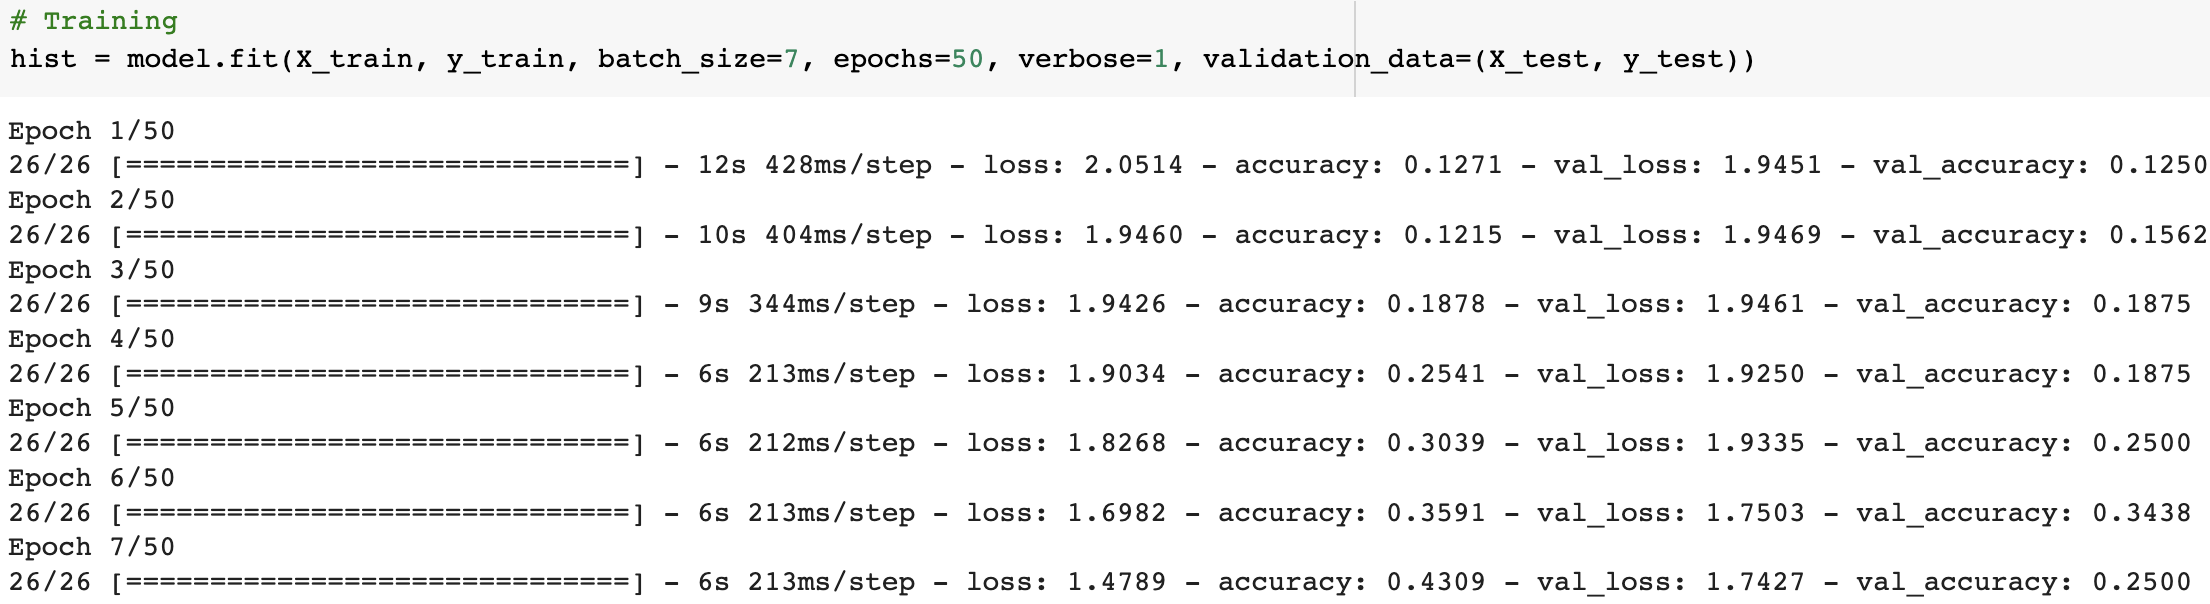 # Training
hist = model.fit(X_train, y_train, batch_size=7, epochs=50, verbose=1, validation_data=(X_test, y_test))
Epoch 1/50
26/26 [==============================] - 12s 428ms/step - loss: 2.0514 - accuracy: 0.1271 - val_loss: 1.9451 - val_accuracy: 0.1250
Epoch 2/50
26/26 [==============================] - 10s 404ms/step - loss: 1.9460 - accuracy: 0.1215 - val_loss: 1.9469 - val_accuracy: 0.1562
Epoch 3/50
26/26 [==============================] - 9s 344ms/step - loss: 1.9426 - accuracy: 0.1878 - val_loss: 1.9461 - val_accuracy: 0.1875
Epoch 4/50
26/26 [==============================] - 6s 213ms/step - loss: 1.9034 - accuracy: 0.2541 - val_loss: 1.9250 - val_accuracy: 0.1875
Epoch 5/50
26/26 [==============================] - 6s 212ms/step - loss: 1.8268 - accuracy: 0.3039 - val_loss: 1.9335 - val_accuracy: 0.2500
Epoch 6/50
26/26 [==============================] - 6s 213ms/step - loss: 1.6982 - accuracy: 0.3591 - val_loss: 1.7503 - val_accuracy: 0.3438
Epoch 7/50
26/26 [==============================] - 6s 213ms/step - loss: 1.4789 - accuracy: 0.4309 - val_loss: 1.7427 - val_accuracy: 0.2500